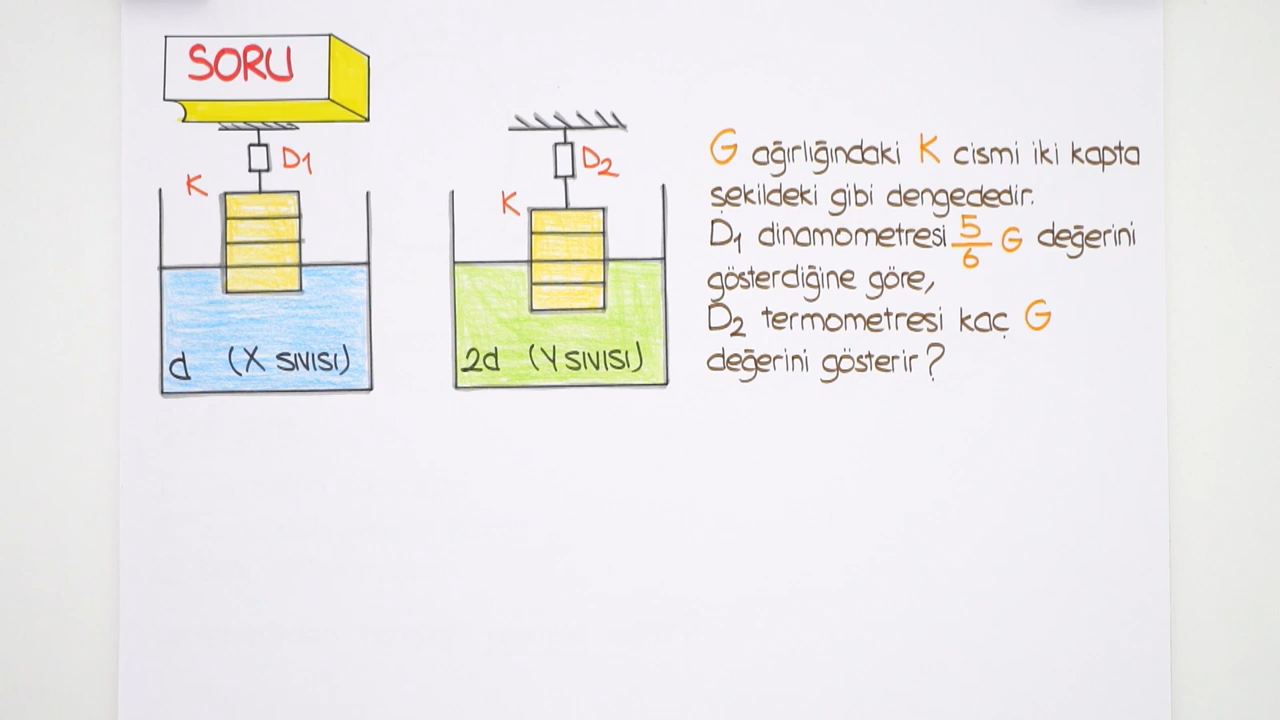 SORU
D1
K
d (X SIVISI)
D2
K
2d (Y SIVISI)
G ağırlığındaki K cismi iki kapta
şekildeki gibi dengededir.
D1 dinamometresi 5/6 G değerini
gösterdiğine göre,
D2 termometresi kaç G
değerini gösterir?